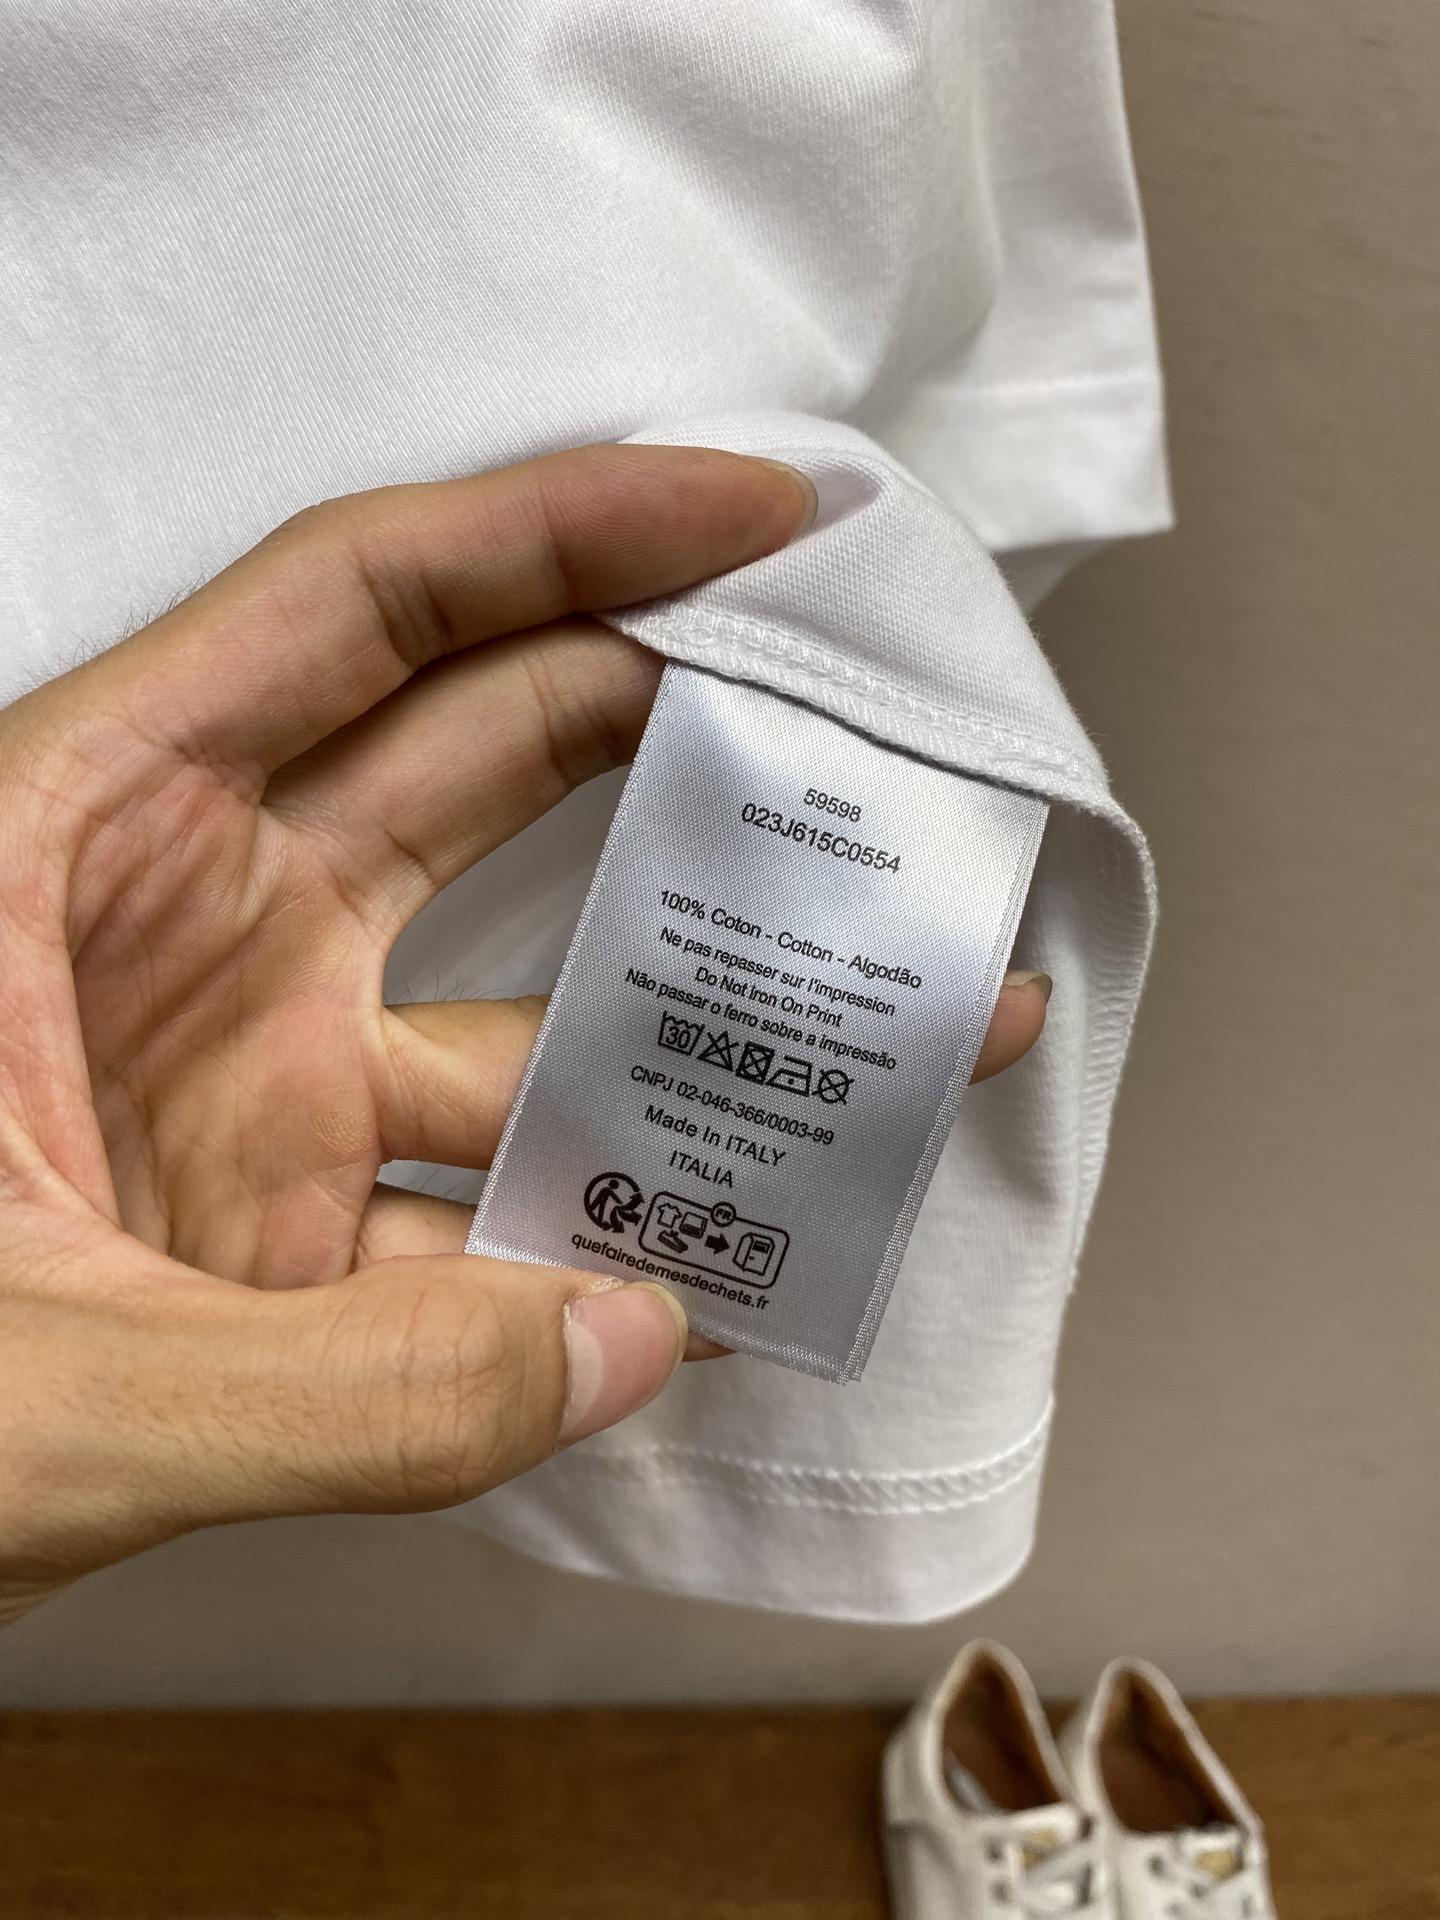 59598
023J615C0554
100% Coton - Cotton - Algodão
Ne pas repasser sur l'impression
Do Not Iron On Print
Não passar o ferro sobre a impressão
30
CNPJ 02-046-366/0003-99
Made In ITALY
ITALIA
FR
quefairedemesdechets.fr